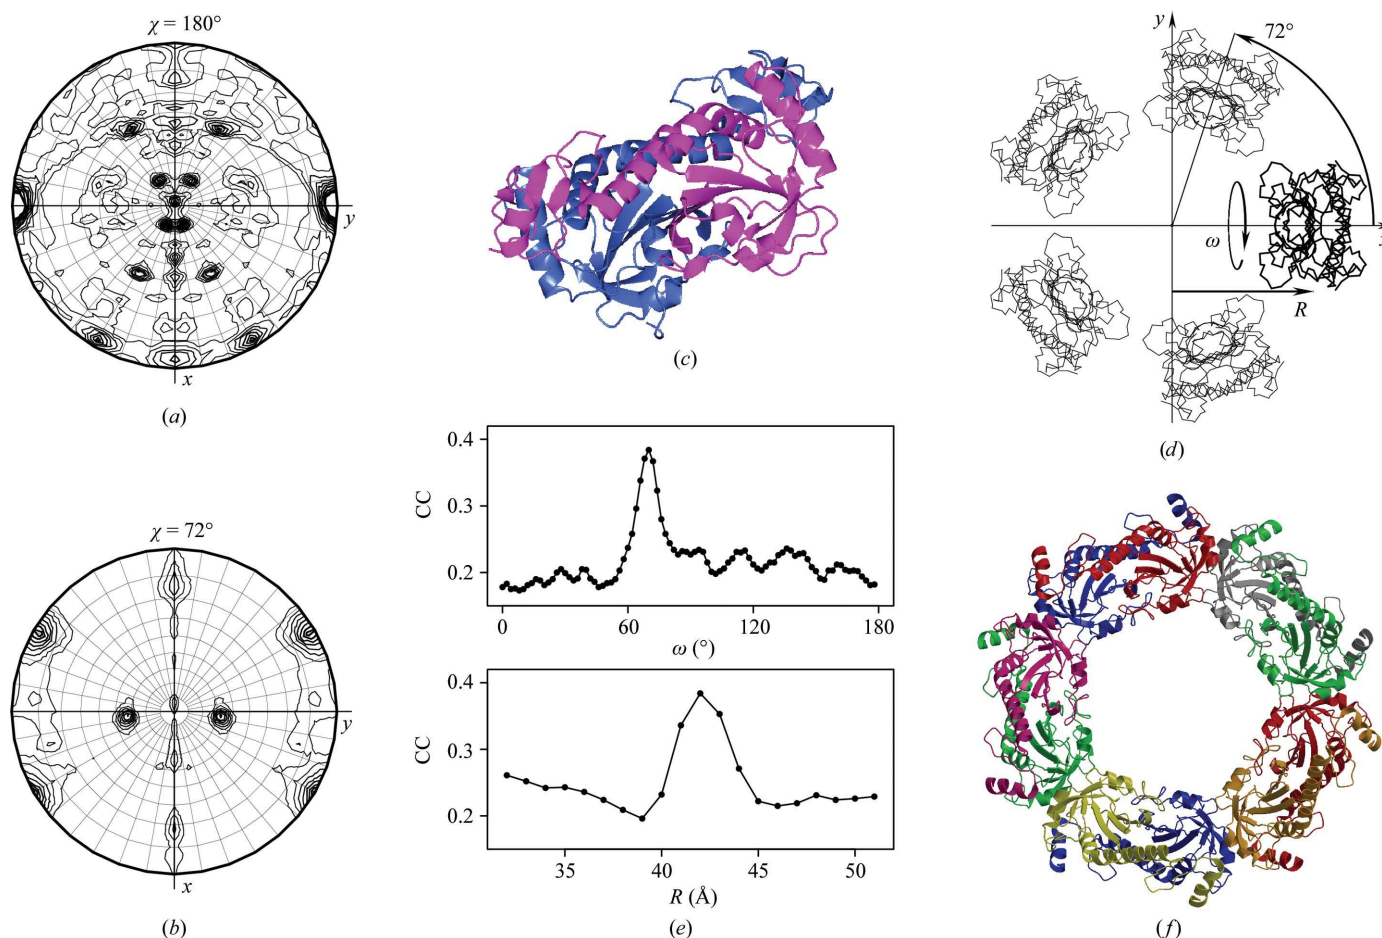 χ = 180°
y
x
(a)
χ = 72°
y
x
(b)
(c)
y
72°
x
ω
R
(d)
0.4
0.3
0.2
CC
0
60
120
180
ω (°)
0.4
0.3
0.2
CC
35
40
45
50
R (Å)
(e)
(f)